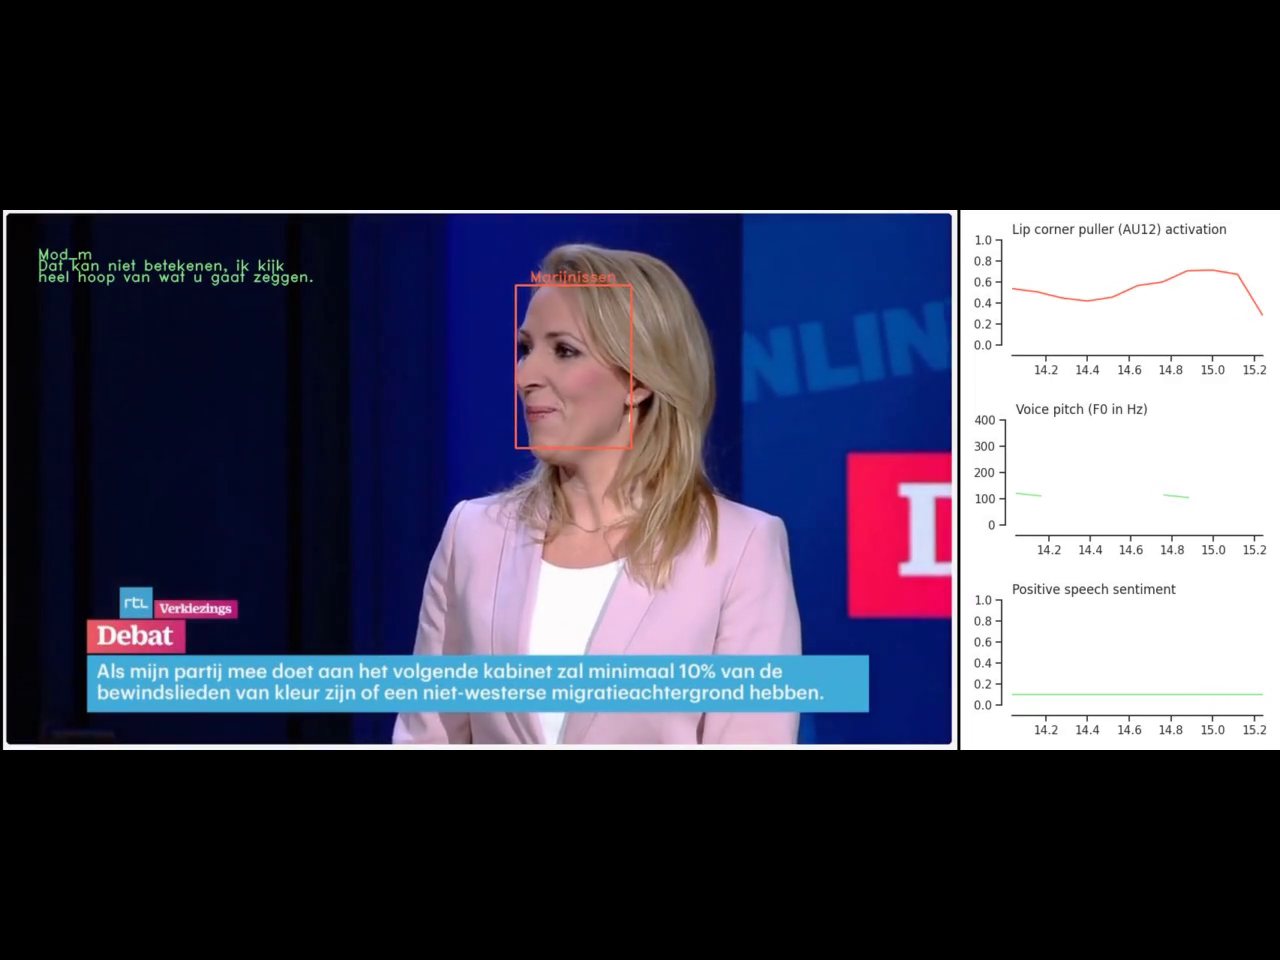 Mod_m
Dat kan niet betekenen, ik kijk
heel hoop van wat u gaat zeggen.
Marijnissen
NLIN
D
rtl Verkiezings
Debat
Als mijn partij mee doet aan het volgende kabinet zal minimaal 10% van de
bewindslieden van kleur zijn of een niet-westerse migratieachtergrond hebben.
Lip corner puller (AU12) activation
1.0
0.8
0.6
0.4
0.2
0.0
14.2 14.4 14.6 14.8 15.0 15.2
Voice pitch (F0 in Hz)
400
300
200
100
0
14.2 14.4 14.6 14.8 15.0 15.2
Positive speech sentiment
1.0
0.8
0.6
0.4
0.2
0.0
14.2 14.4 14.6 14.8 15.0 15.2